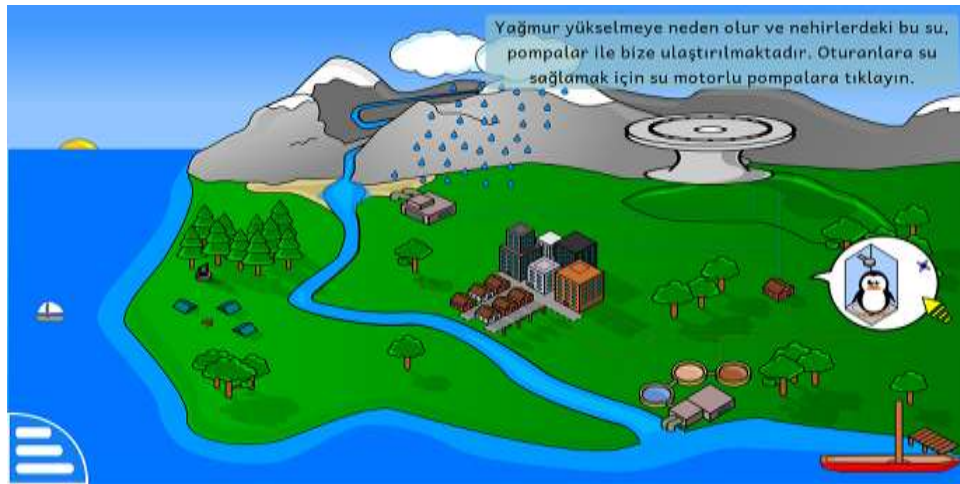 Yağmur yükselmeye neden olur ve nehirlerdeki bu su,
pompalar ile bize ulaştırılmaktadır. Oturanlara su
sağlamak için su motorlu pompalara tıklayın.